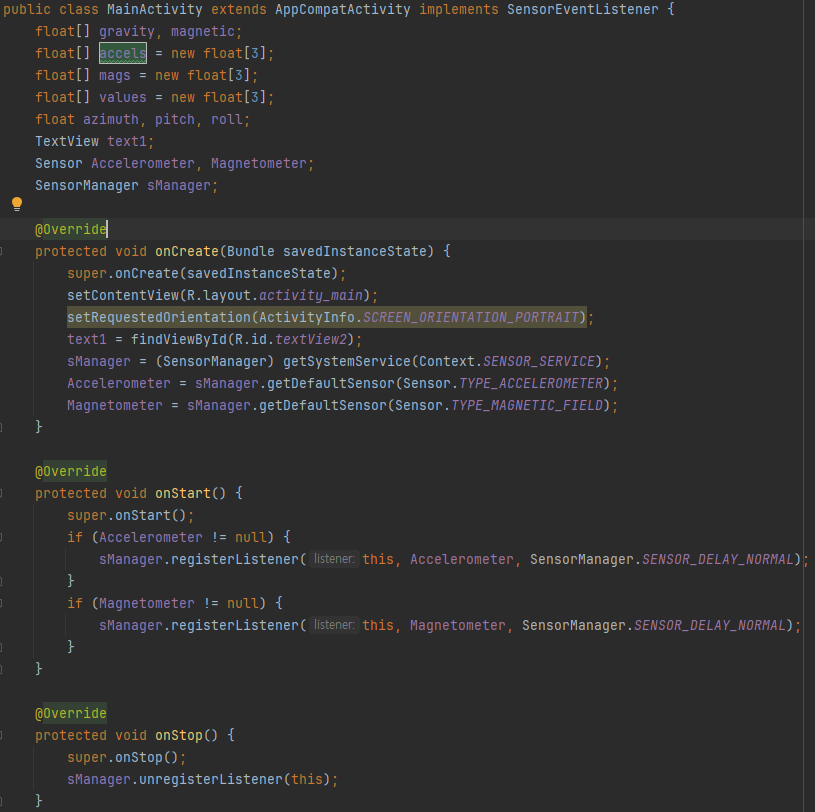 public class MainActivity extends AppCompatActivity implements SensorEventListener {
    float[] gravity, magnetic;
    float[] accels = new float[3];
    float[] mags = new float[3];
    float[] values = new float[3];
    float azimuth, pitch, roll;
    TextView text1;
    Sensor Accelerometer, Magnetometer;
    SensorManager sManager;

    @Override
    protected void onCreate(Bundle savedInstanceState) {
        super.onCreate(savedInstanceState);
        setContentView(R.layout.activity_main);
        setRequestedOrientation(ActivityInfo.SCREEN_ORIENTATION_PORTRAIT);
        text1 = findViewById(R.id.textView2);
        sManager = (SensorManager) getSystemService(Context.SENSOR_SERVICE);
        Accelerometer = sManager.getDefaultSensor(Sensor.TYPE_ACCELEROMETER);
        Magnetometer = sManager.getDefaultSensor(Sensor.TYPE_MAGNETIC_FIELD);
    }

    @Override
    protected void onStart() {
        super.onStart();
        if (Accelerometer != null) {
            sManager.registerListener( listener: this, Accelerometer, SensorManager.SENSOR_DELAY_NORMAL);
        }
        if (Magnetometer != null) {
            sManager.registerListener( listener: this, Magnetometer, SensorManager.SENSOR_DELAY_NORMAL);
        }
    }

    @Override
    protected void onStop() {
        super.onStop();
        sManager.unregisterListener(this);
    }